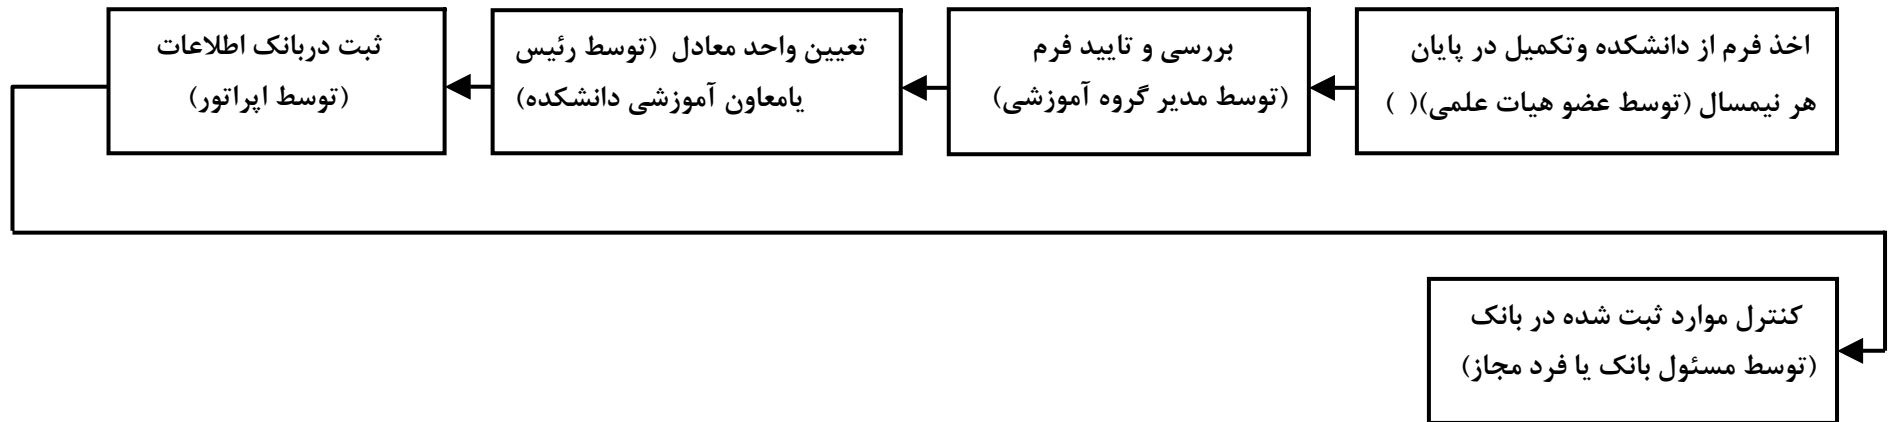 اخذ فرم از دانشکده وتکمیل در پایان
هر نیمسال (توسط عضو هیات علمی)( )
بررسی و تایید فرم
(توسط مدیر گروه آموزشی)
تعیین واحد معادل (توسط رئیس
یامعاون آموزشی دانشکده)
ثبت دربانک اطلاعات
(توسط اپراتور)
کنترل موارد ثبت شده در بانک
(توسط مسئول بانک یا فرد مجاز)